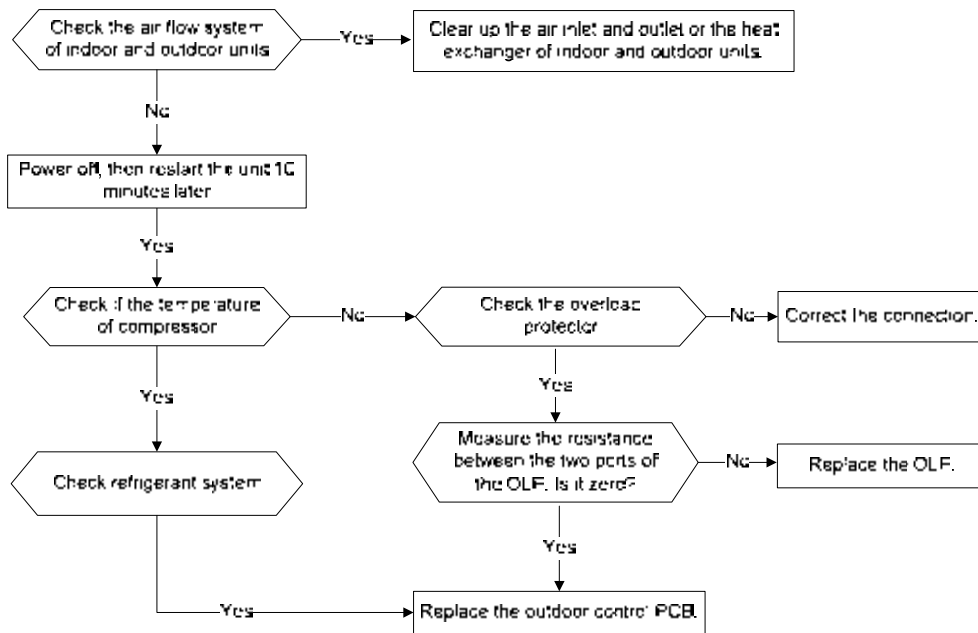 Check the air flow system
of indoor and outdoor units
Yes
Clear up the air inlet and outlet or the heat
exchanger of indoor and outdoor units.
No
Power off, then restart the unit 10
minutes later
Yes
Check if the temperature
of compressor
No
Check the overload
protector
No
Correct the connection.
Yes
Yes
Check refrigerant system
Measure the resistance
between the two ports of
the OLP. Is it zero?
No
Replace the OLP.
Yes
Yes
Replace the outdoor control PCB.